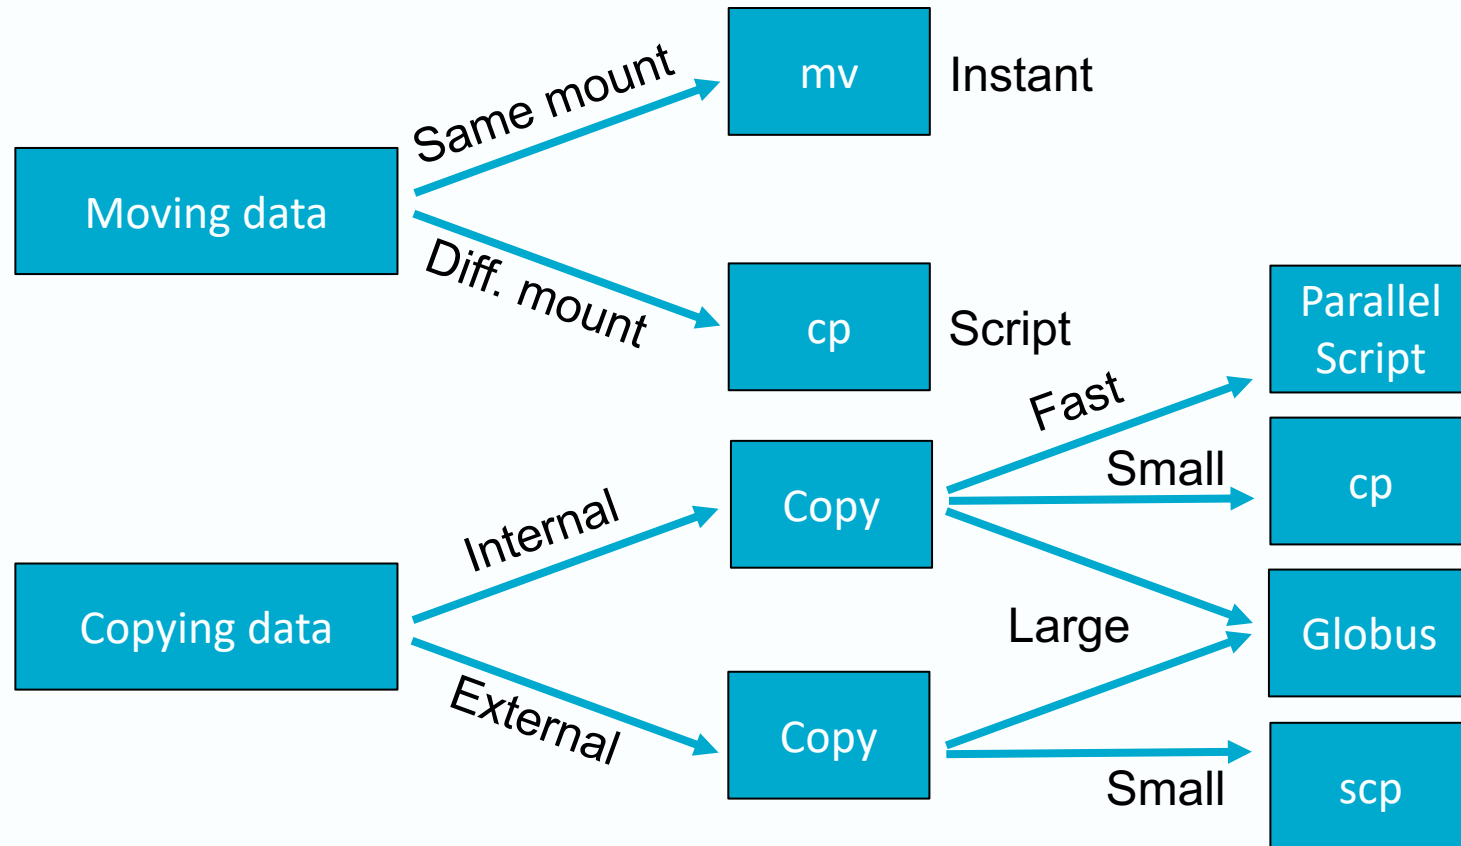 Same mount
mv
Instant
Moving data
Diff. mount
cp
Script
Parallel
Script
Fast
Small
cp
Internal
Copy
Copying data
Large
Globus
External
Copy
Small
scp